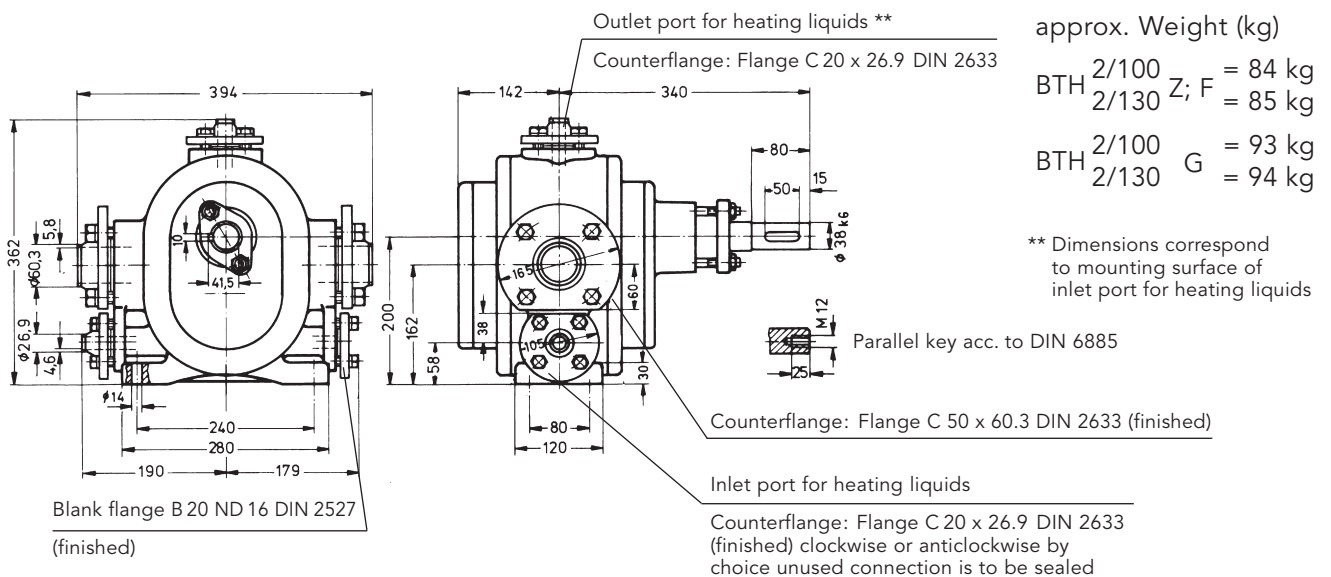 Outlet port for heating liquids **
Counterflange: Flange C 20 x 26.9 DIN 2633
approx. Weight (kg)
BTH 2/100 Z; F = 84 kg
2/130 = 85 kg
BTH 2/100 G = 93 kg
2/130 = 94 kg
** Dimensions correspond
to mounting surface of
inlet port for heating liquids
394
362
5,8
ϕ60,3
ϕ26,9
4,6
10
41,5
ϕ14
240
280
190
179
Blank flange B 20 ND 16 DIN 2527
(finished)
142
340
80
50
15
ϕ 38 k6
165
60
200
162
38
105
58
30
80
120
M 12
25
Parallel key acc. to DIN 6885
Counterflange: Flange C 50 x 60.3 DIN 2633 (finished)
Inlet port for heating liquids
Counterflange: Flange C 20 x 26.9 DIN 2633
(finished) clockwise or anticlockwise by
choice unused connection is to be sealed